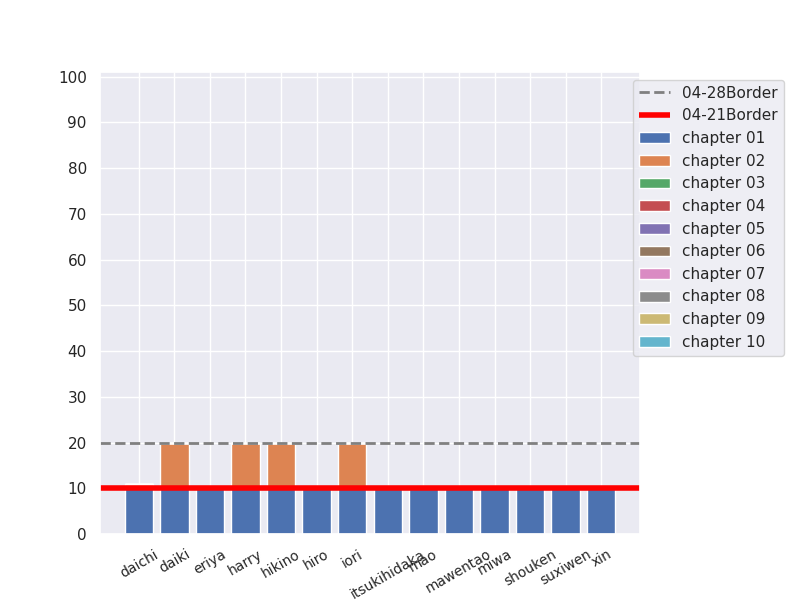 100
90
80
70
60
50
40
30
20
10
0
daichi
daiki
eriya
harry
hikino
hiro
iori
itsukihidaka
mao
mawentao
miwa
shouken
suxiwen
xin
04-28Border
04-21Border
chapter 01
chapter 02
chapter 03
chapter 04
chapter 05
chapter 06
chapter 07
chapter 08
chapter 09
chapter 10